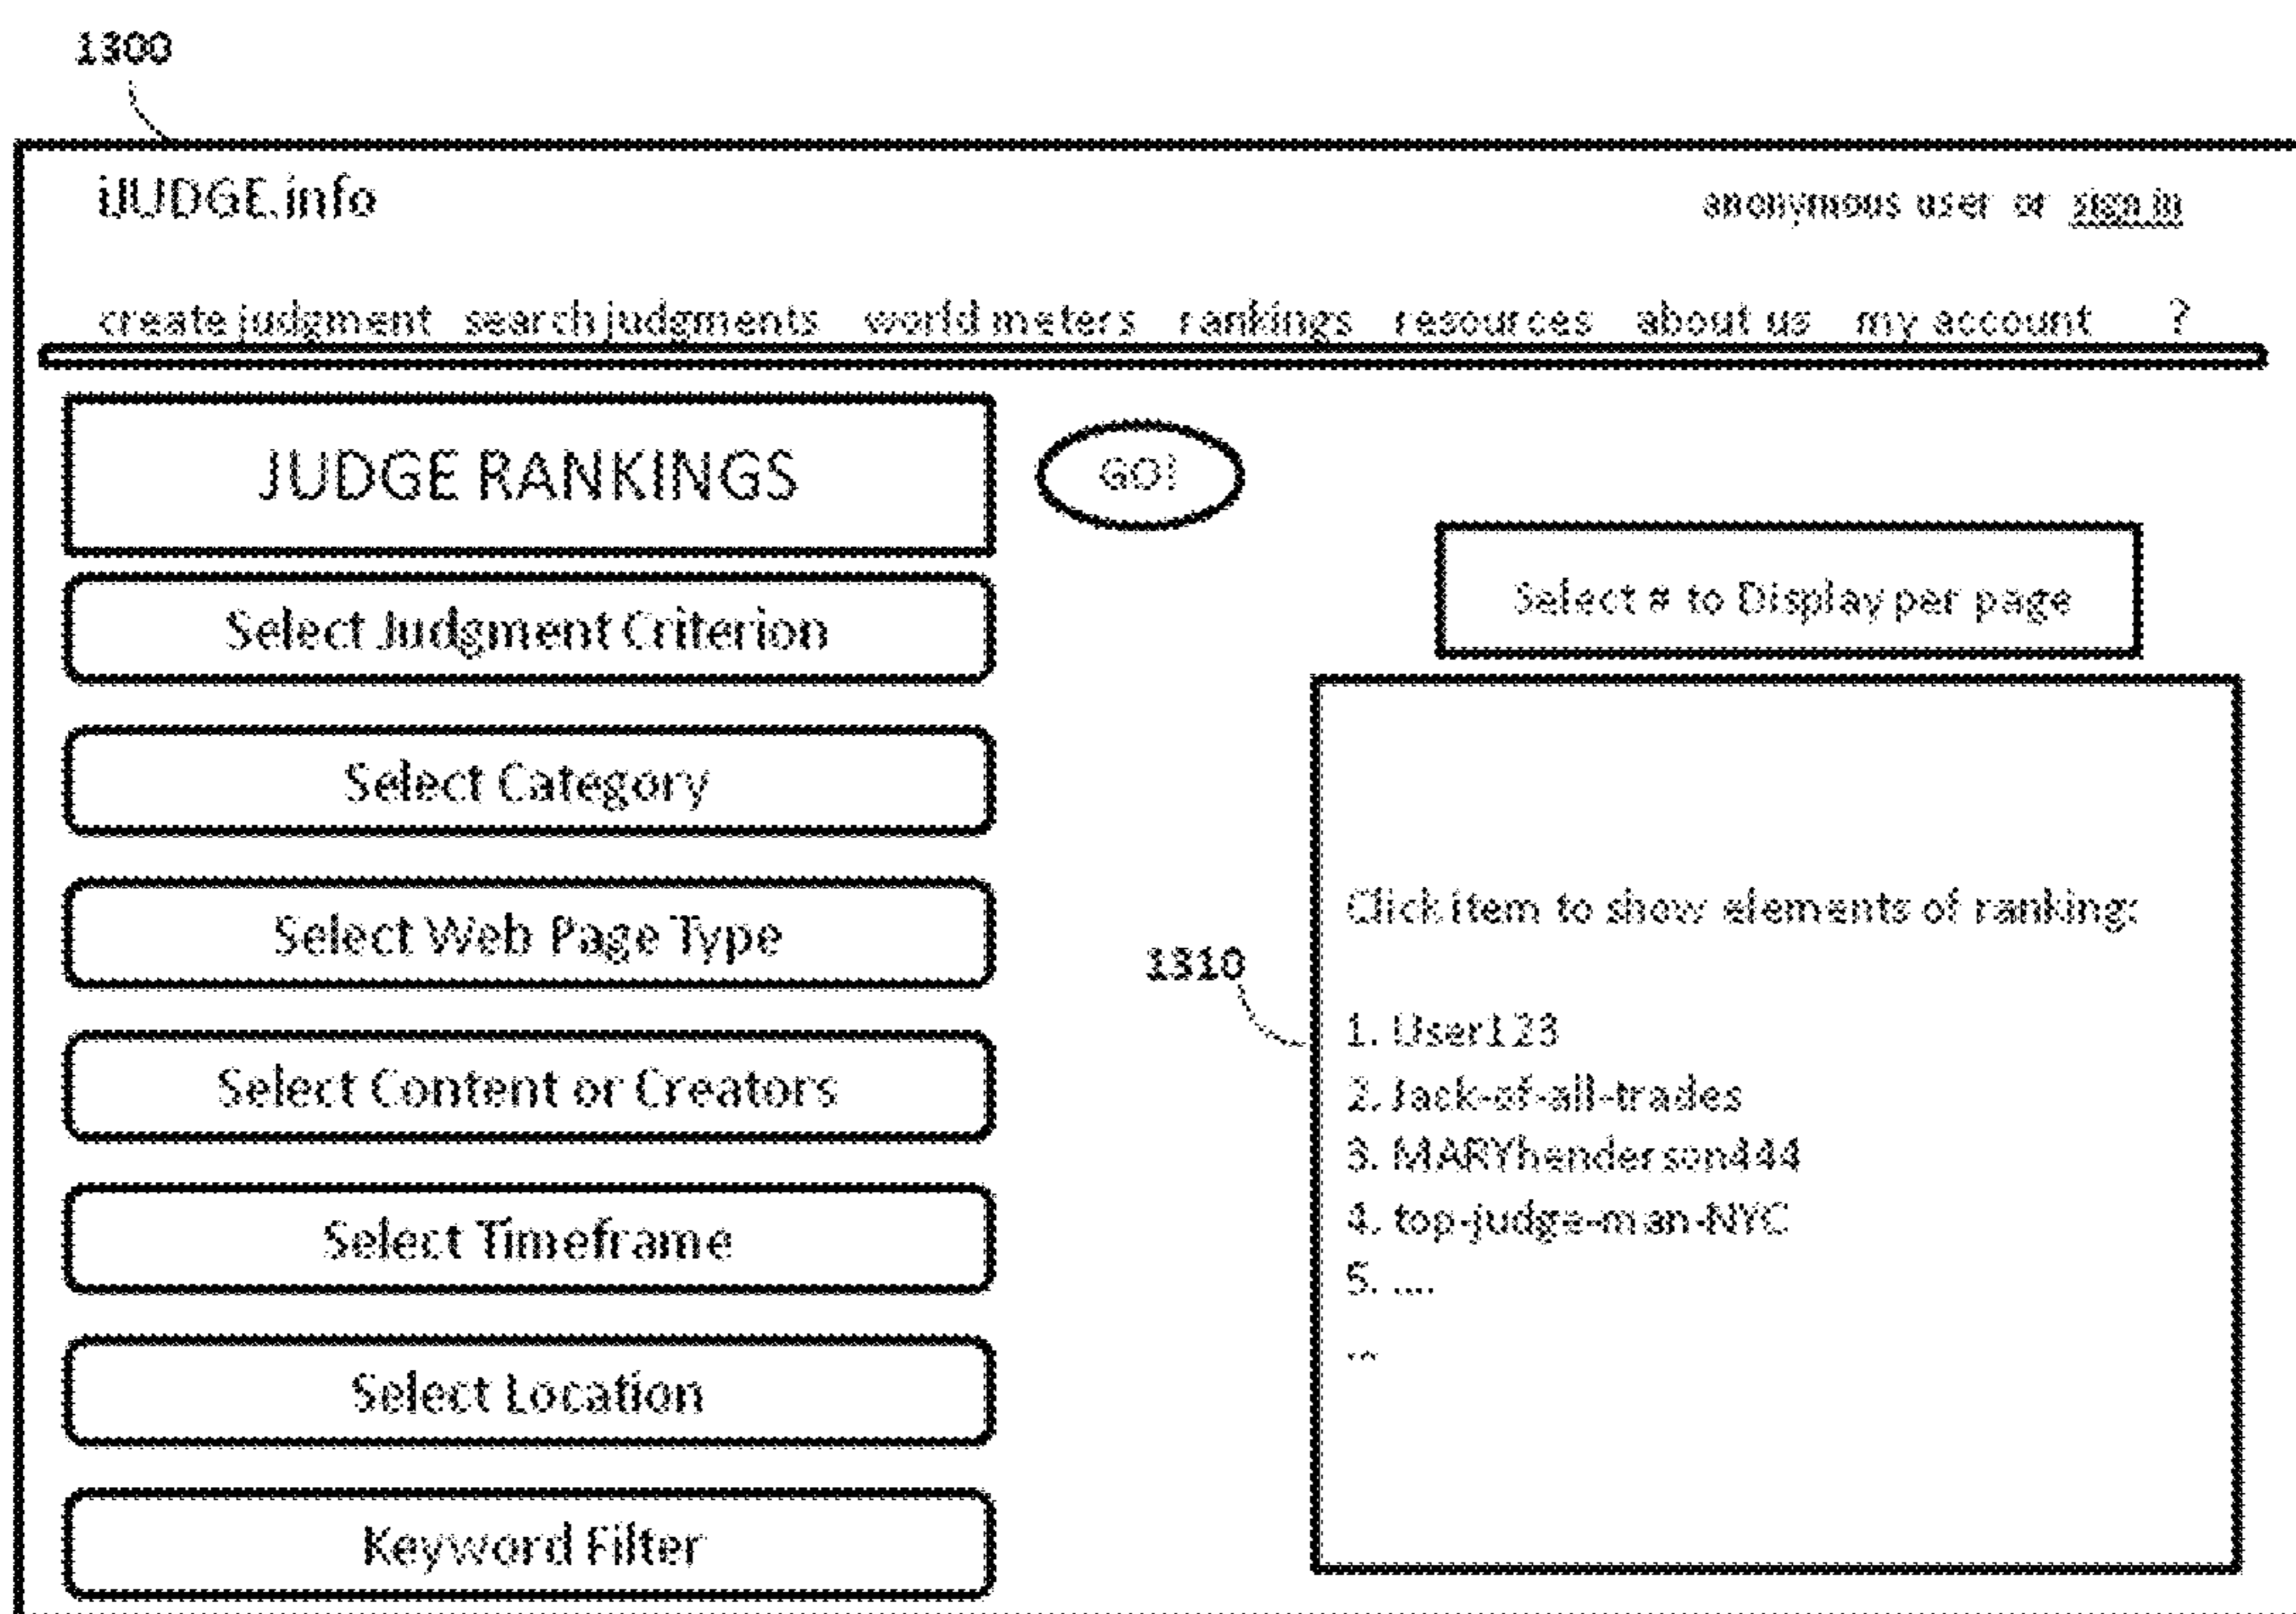 1300
iJUDGE.info
anonymous user or sign in
create judgment search judgments world meters rankings resources about us my account ?
JUDGE RANKINGS
GO!
Select # to Display per page
Select Judgment Criterion
Select Category
Select Web Page Type
Select Content or Creators
Select Timeframe
Select Location
Keyword Filter
1310
Click item to show elements of ranking:
1. User123
2. Jack-of-all-trades
3. MARYhenderson444
4. top-judge-man-NYC
5. ....
...